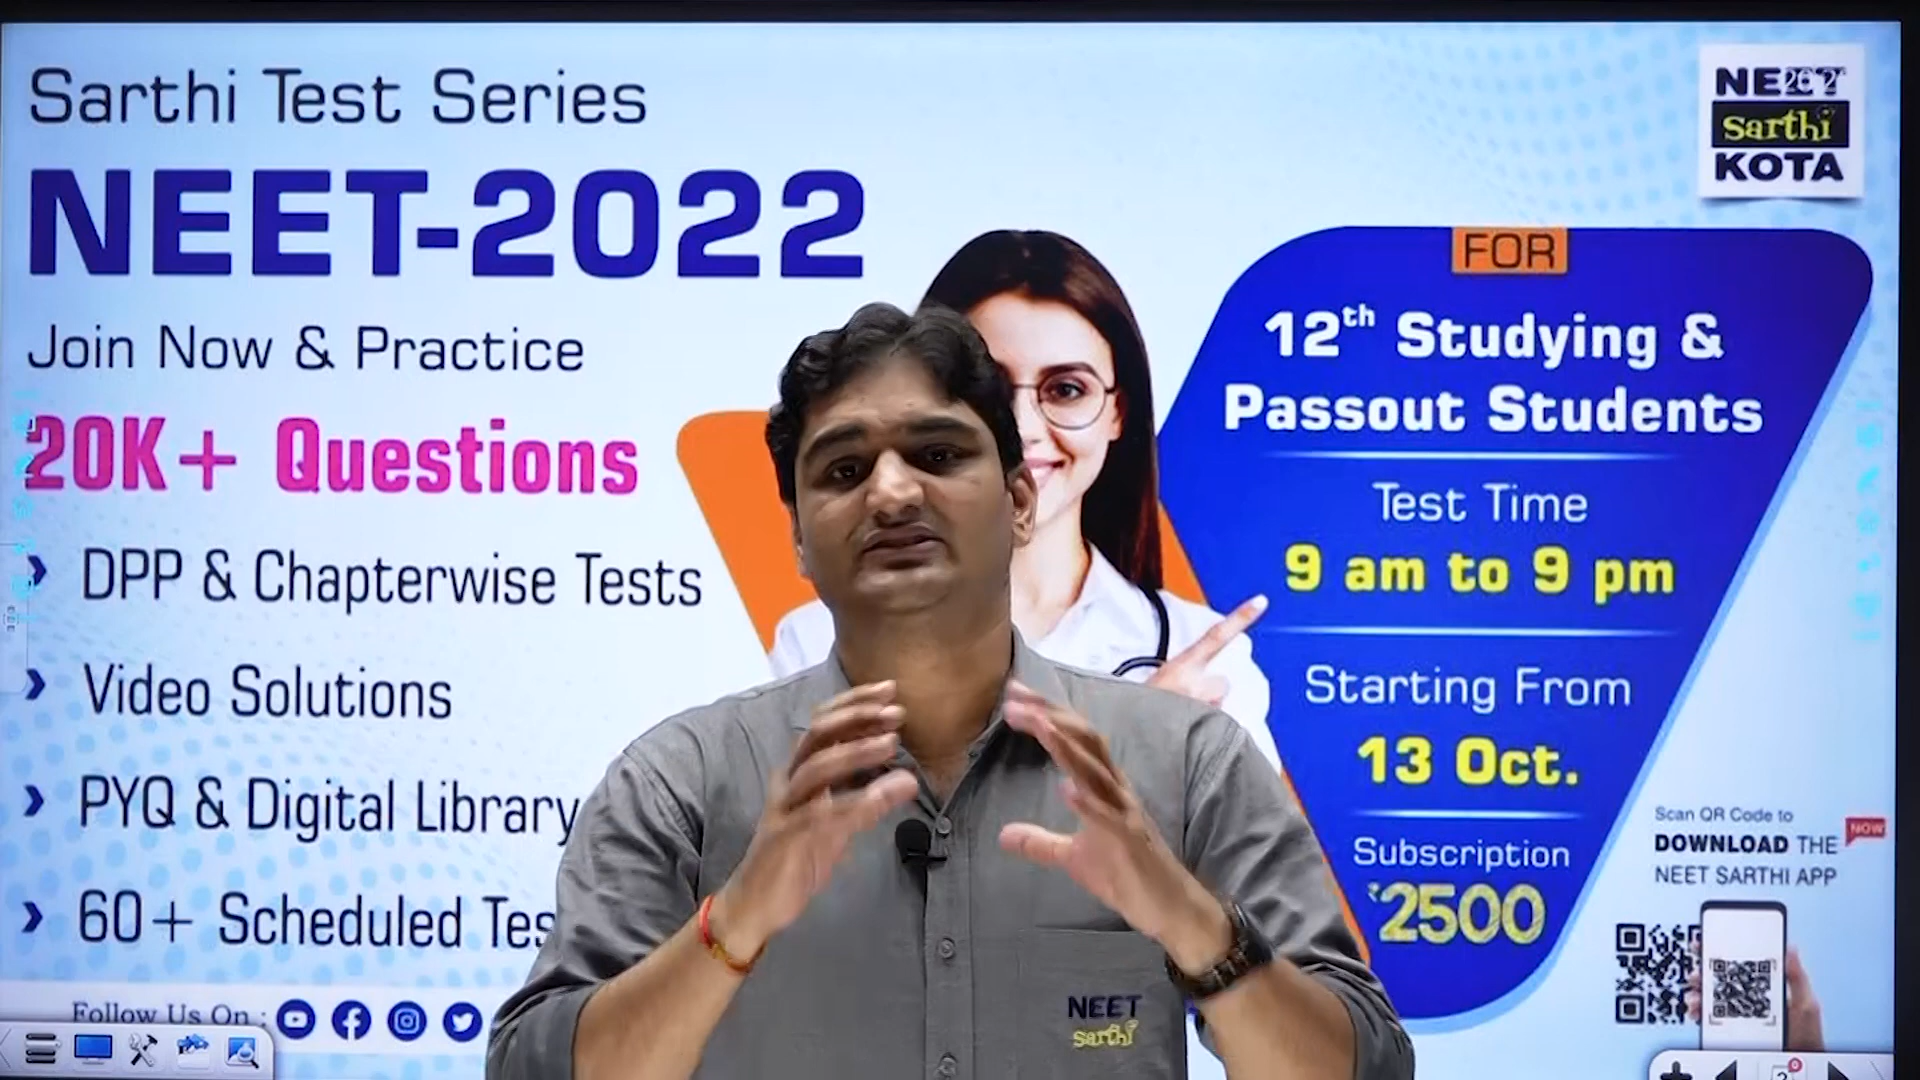 Sarthi Test Series
NEET-2022
Join Now & Practice
20K+ Questions
DPP & Chapterwise Tests
Video Solutions
PYQ & Digital Library
60+ Scheduled Tes
Follow Us On :
NEET
sarthi
KOTA
FOR
12th Studying &
Passout Students
Test Time
9 am to 9 pm
Starting From
13 Oct.
Subscription
₹2500
Scan QR Code to
DOWNLOAD THE
NEET SARTHI APP
NOW
NEET
sarthi